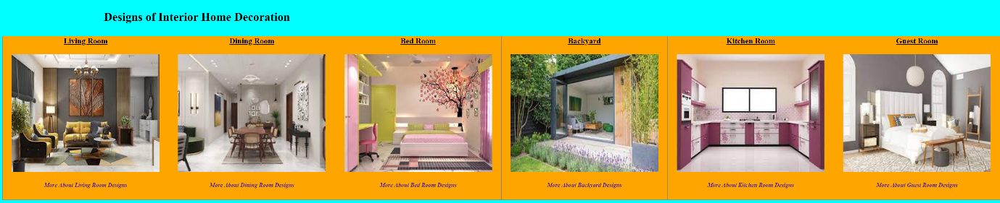 Designs of Interior Home Decoration
Living Room
Dining Room
Bed Room
Backyard
Kitchen Room
Guest Room
More About Living Room Designs
More About Dining Room Designs
More About Bed Room Designs
More About Backyard Designs
More About Kitchen Room Designs
More About Guest Room Designs